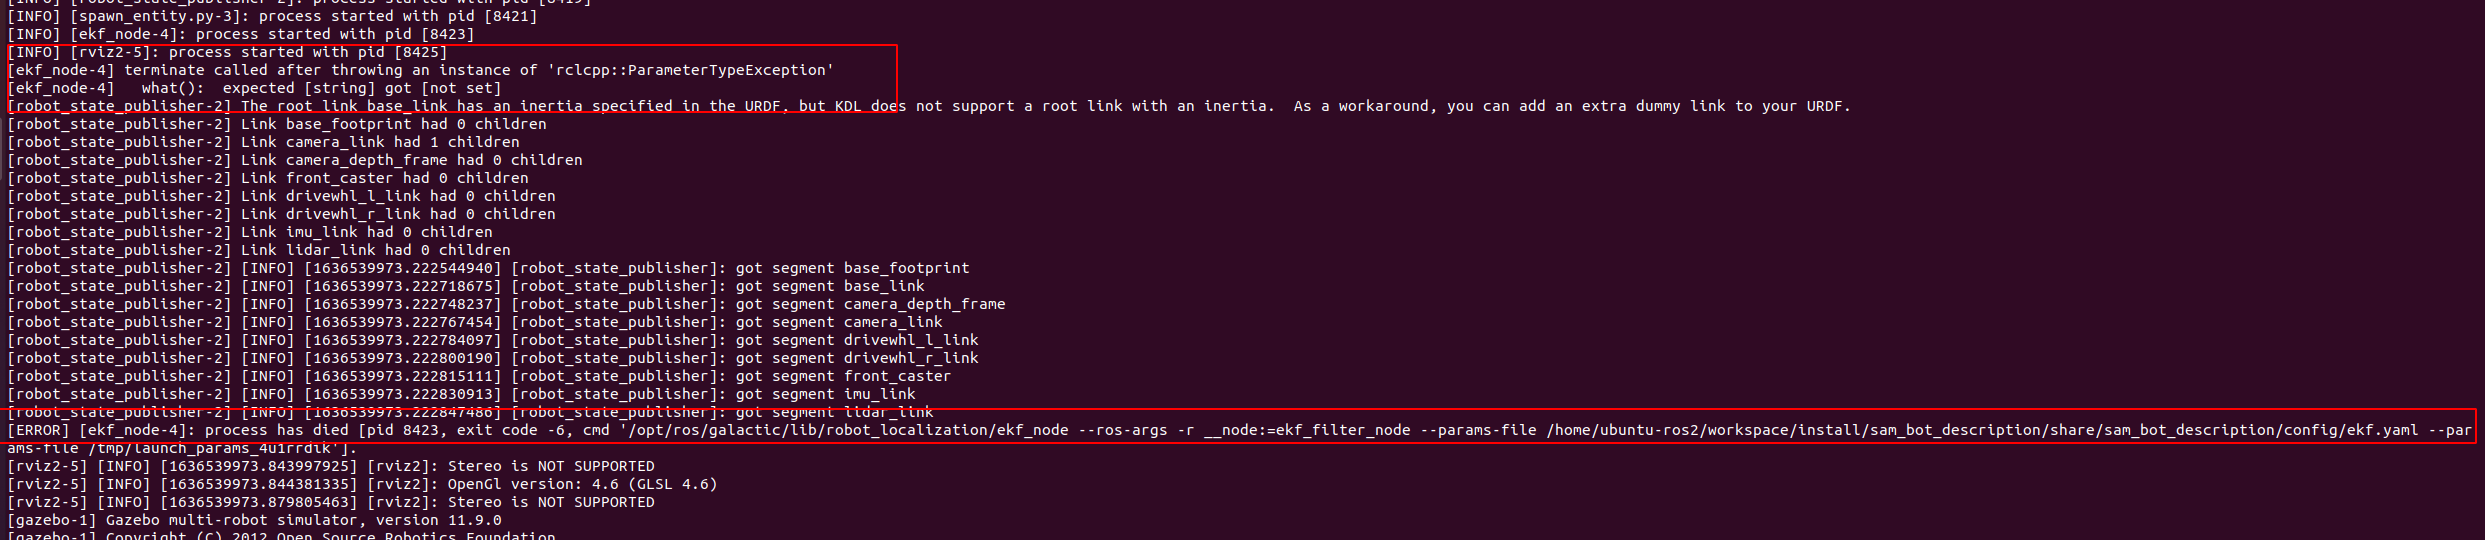 [INFO] [robot_state_publisher-2]: process started with pid [8419]
[INFO] [spawn_entity.py-3]: process started with pid [8421]
[INFO] [ekf_node-4]: process started with pid [8423]
[INFO] [rviz2-5]: process started with pid [8425]
[ekf_node-4] terminate called after throwing an instance of 'rclcpp::ParameterTypeException'
[ekf_node-4]   what():  expected [string] got [not set]
[robot_state_publisher-2] The root link base_link has an inertia specified in the URDF, but KDL does not support a root link with an inertia.  As a workaround, you can add an extra dummy link to your URDF.
[robot_state_publisher-2] Link base_footprint had 0 children
[robot_state_publisher-2] Link camera_link had 1 children
[robot_state_publisher-2] Link camera_depth_frame had 0 children
[robot_state_publisher-2] Link front_caster had 0 children
[robot_state_publisher-2] Link drivewhl_l_link had 0 children
[robot_state_publisher-2] Link drivewhl_r_link had 0 children
[robot_state_publisher-2] Link imu_link had 0 children
[robot_state_publisher-2] Link lidar_link had 0 children
[robot_state_publisher-2] [INFO] [1636539973.222544940] [robot_state_publisher]: got segment base_footprint
[robot_state_publisher-2] [INFO] [1636539973.222718675] [robot_state_publisher]: got segment base_link
[robot_state_publisher-2] [INFO] [1636539973.222748237] [robot_state_publisher]: got segment camera_depth_frame
[robot_state_publisher-2] [INFO] [1636539973.222767454] [robot_state_publisher]: got segment camera_link
[robot_state_publisher-2] [INFO] [1636539973.222784097] [robot_state_publisher]: got segment drivewhl_l_link
[robot_state_publisher-2] [INFO] [1636539973.222800190] [robot_state_publisher]: got segment drivewhl_r_link
[robot_state_publisher-2] [INFO] [1636539973.222815111] [robot_state_publisher]: got segment front_caster
[robot_state_publisher-2] [INFO] [1636539973.222830913] [robot_state_publisher]: got segment imu_link
[robot_state_publisher-2] [INFO] [1636539973.222847486] [robot_state_publisher]: got segment lidar_link
[ERROR] [ekf_node-4]: process has died [pid 8423, exit code -6, cmd '/opt/ros/galactic/lib/robot_localization/ekf_node --ros-args -r __node:=ekf_filter_node --params-file /home/ubuntu-ros2/workspace/install/sam_bot_description/share/sam_bot_description/config/ekf.yaml --par
ams-file /tmp/launch_params_4u1rrdik'].
[rviz2-5] [INFO] [1636539973.843997925] [rviz2]: Stereo is NOT SUPPORTED
[rviz2-5] [INFO] [1636539973.844381335] [rviz2]: OpenGl version: 4.6 (GLSL 4.6)
[rviz2-5] [INFO] [1636539973.879805463] [rviz2]: Stereo is NOT SUPPORTED
[gazebo-1] Gazebo multi-robot simulator, version 11.9.0
[gazebo-1] Copyright (C) 2012 Open Source Robotics Foundation.